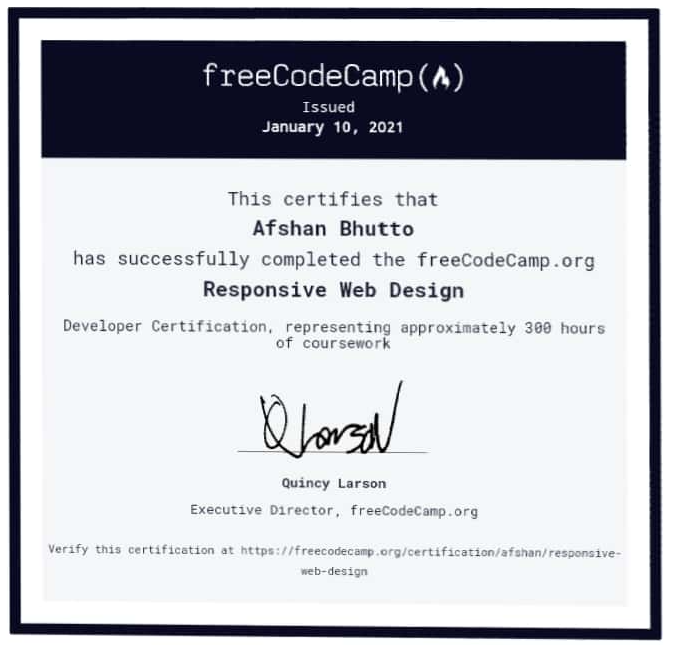 freeCodeCamp(🔥)
Issued
January 10, 2021
This certifies that
Afshan Bhutto
has successfully completed the freeCodeCamp.org
Responsive Web Design
Developer Certification, representing approximately 300 hours
of coursework
QLarson
Quincy Larson
Executive Director, freeCodeCamp.org
Verify this certification at https://freecodecamp.org/certification/afshan/responsive-
web-design